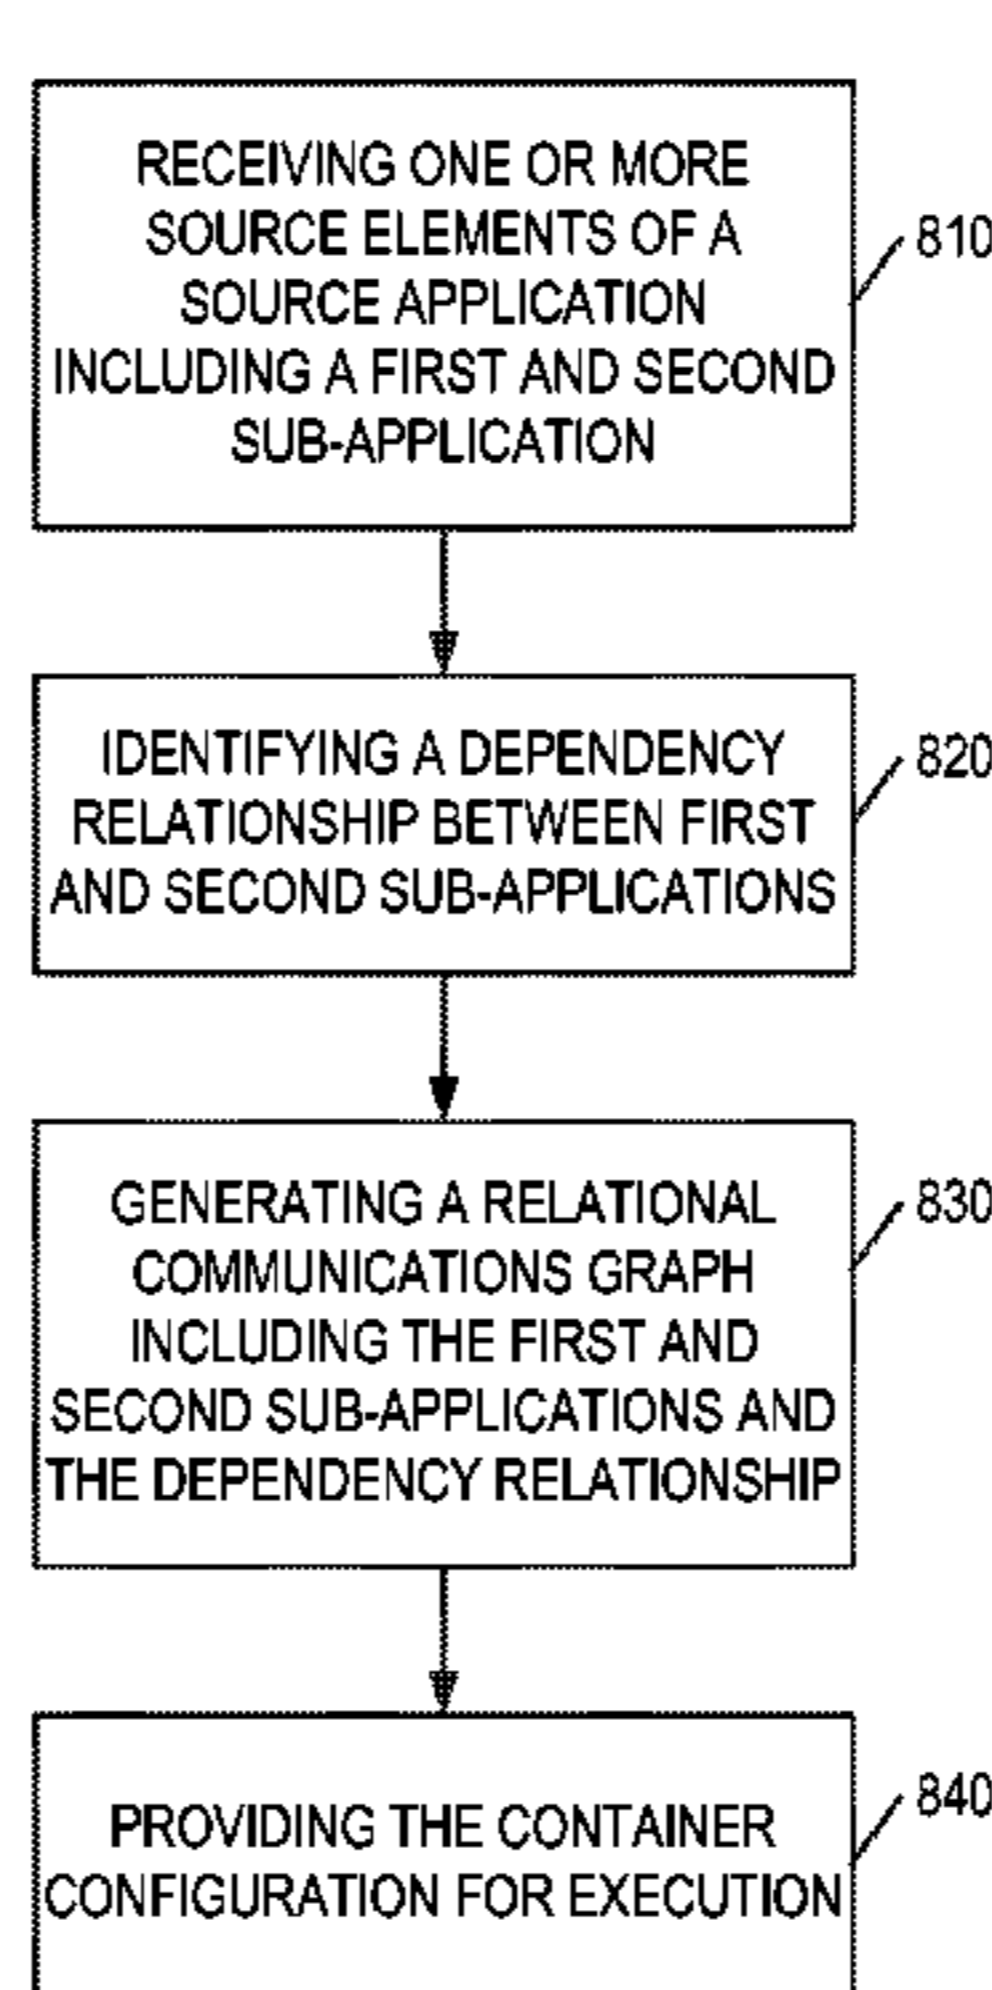 RECEIVING ONE OR MORE
SOURCE ELEMENTS OF A
SOURCE APPLICATION
INCLUDING A FIRST AND SECOND
SUB-APPLICATION
810
IDENTIFYING A DEPENDENCY
RELATIONSHIP BETWEEN FIRST
AND SECOND SUB-APPLICATIONS
820
GENERATING A RELATIONAL
COMMUNICATIONS GRAPH
INCLUDING THE FIRST AND
SECOND SUB-APPLICATIONS AND
THE DEPENDENCY RELATIONSHIP
830
PROVIDING THE CONTAINER
CONFIGURATION FOR EXECUTION
840